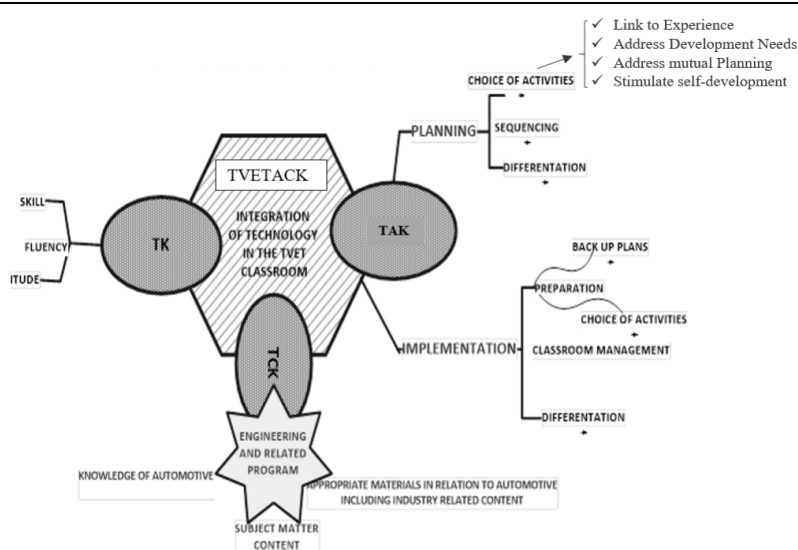 Link to Experience
Address Development Needs
Address mutual Planning
Stimulate self-development
CHOICE OF ACTIVITIES
PLANNING
SEQUENCING
DIFFERENTATION
TVETACK
INTEGRATION
OF TECHNOLOGY
IN THE TVET
CLASSROOM
TAK
TK
SKILL
FLUENCY
ITUDE
BACK UP PLANS
PREPARATION
CHOICE OF ACTIVITIES
IMPLEMENTATION
CLASSROOM MANAGEMENT
DIFFERENTATION
TCK
ENGINEERING
AND RELATED
PROGRAM
KNOWLEDGE OF AUTOMOTIVE
APPROPRIATE MATERIALS IN RELATION TO AUTOMOTIVE
INCLUDING INDUSTRY RELATED CONTENT
SUBJECT MATTER
CONTENT